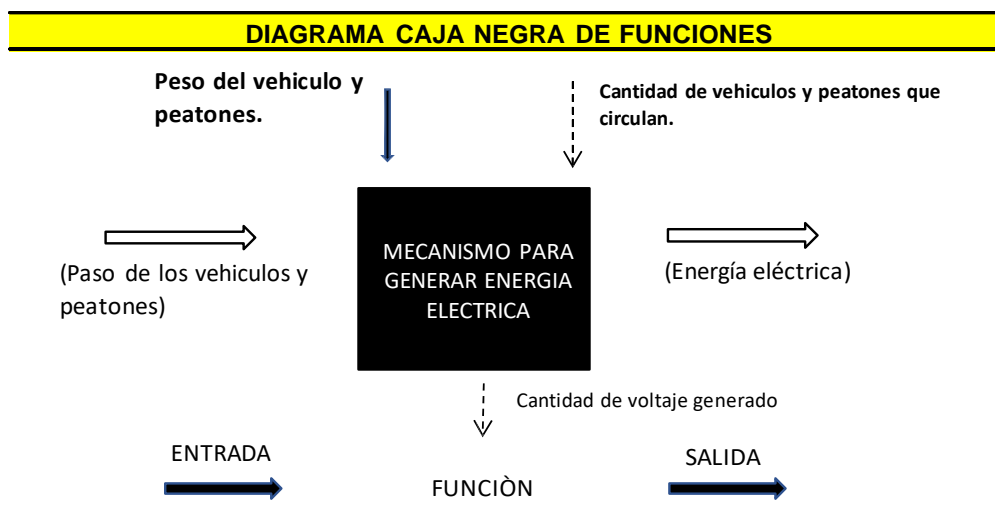 DIAGRAMA CAJA NEGRA DE FUNCIONES
Peso del vehiculo y
peatones.
Cantidad de vehiculos y peatones que
circulan.
(Paso de los vehiculos y
peatones)
MECANISMO PARA
GENERAR ENERGIA
ELECTRICA
(Energía eléctrica)
Cantidad de voltaje generado
ENTRADA
FUNCIÒN
SALIDA